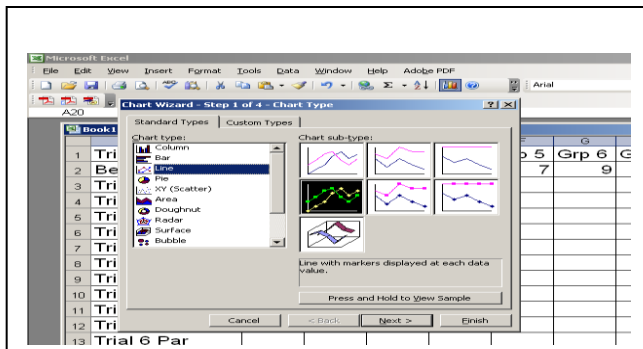 Microsoft Excel
File Edit View Insert Format Tools Data Window Help Adobe PDF
Arial
A20
Chart Wizard - Step 1 of 4 - Chart Type
Standard Types Custom Types
Book1
Chart type:
Chart sub-type:
Column
Bar
Line
Pie
XY (Scatter)
Area
Doughnut
Radar
Surface
Bubble
F G
1 Tri 5 Grp 6 G
2 Be 7 9
3 Tri
4 Tri
5 Tri
6 Tri
7 Tri
8 Tri
9 Tri
10 Tri
11 Tri
12 Tri
13 Trial 6 Par
Line with markers displayed at each data
value.
Press and Hold to View Sample
Cancel < Back Next > Finish